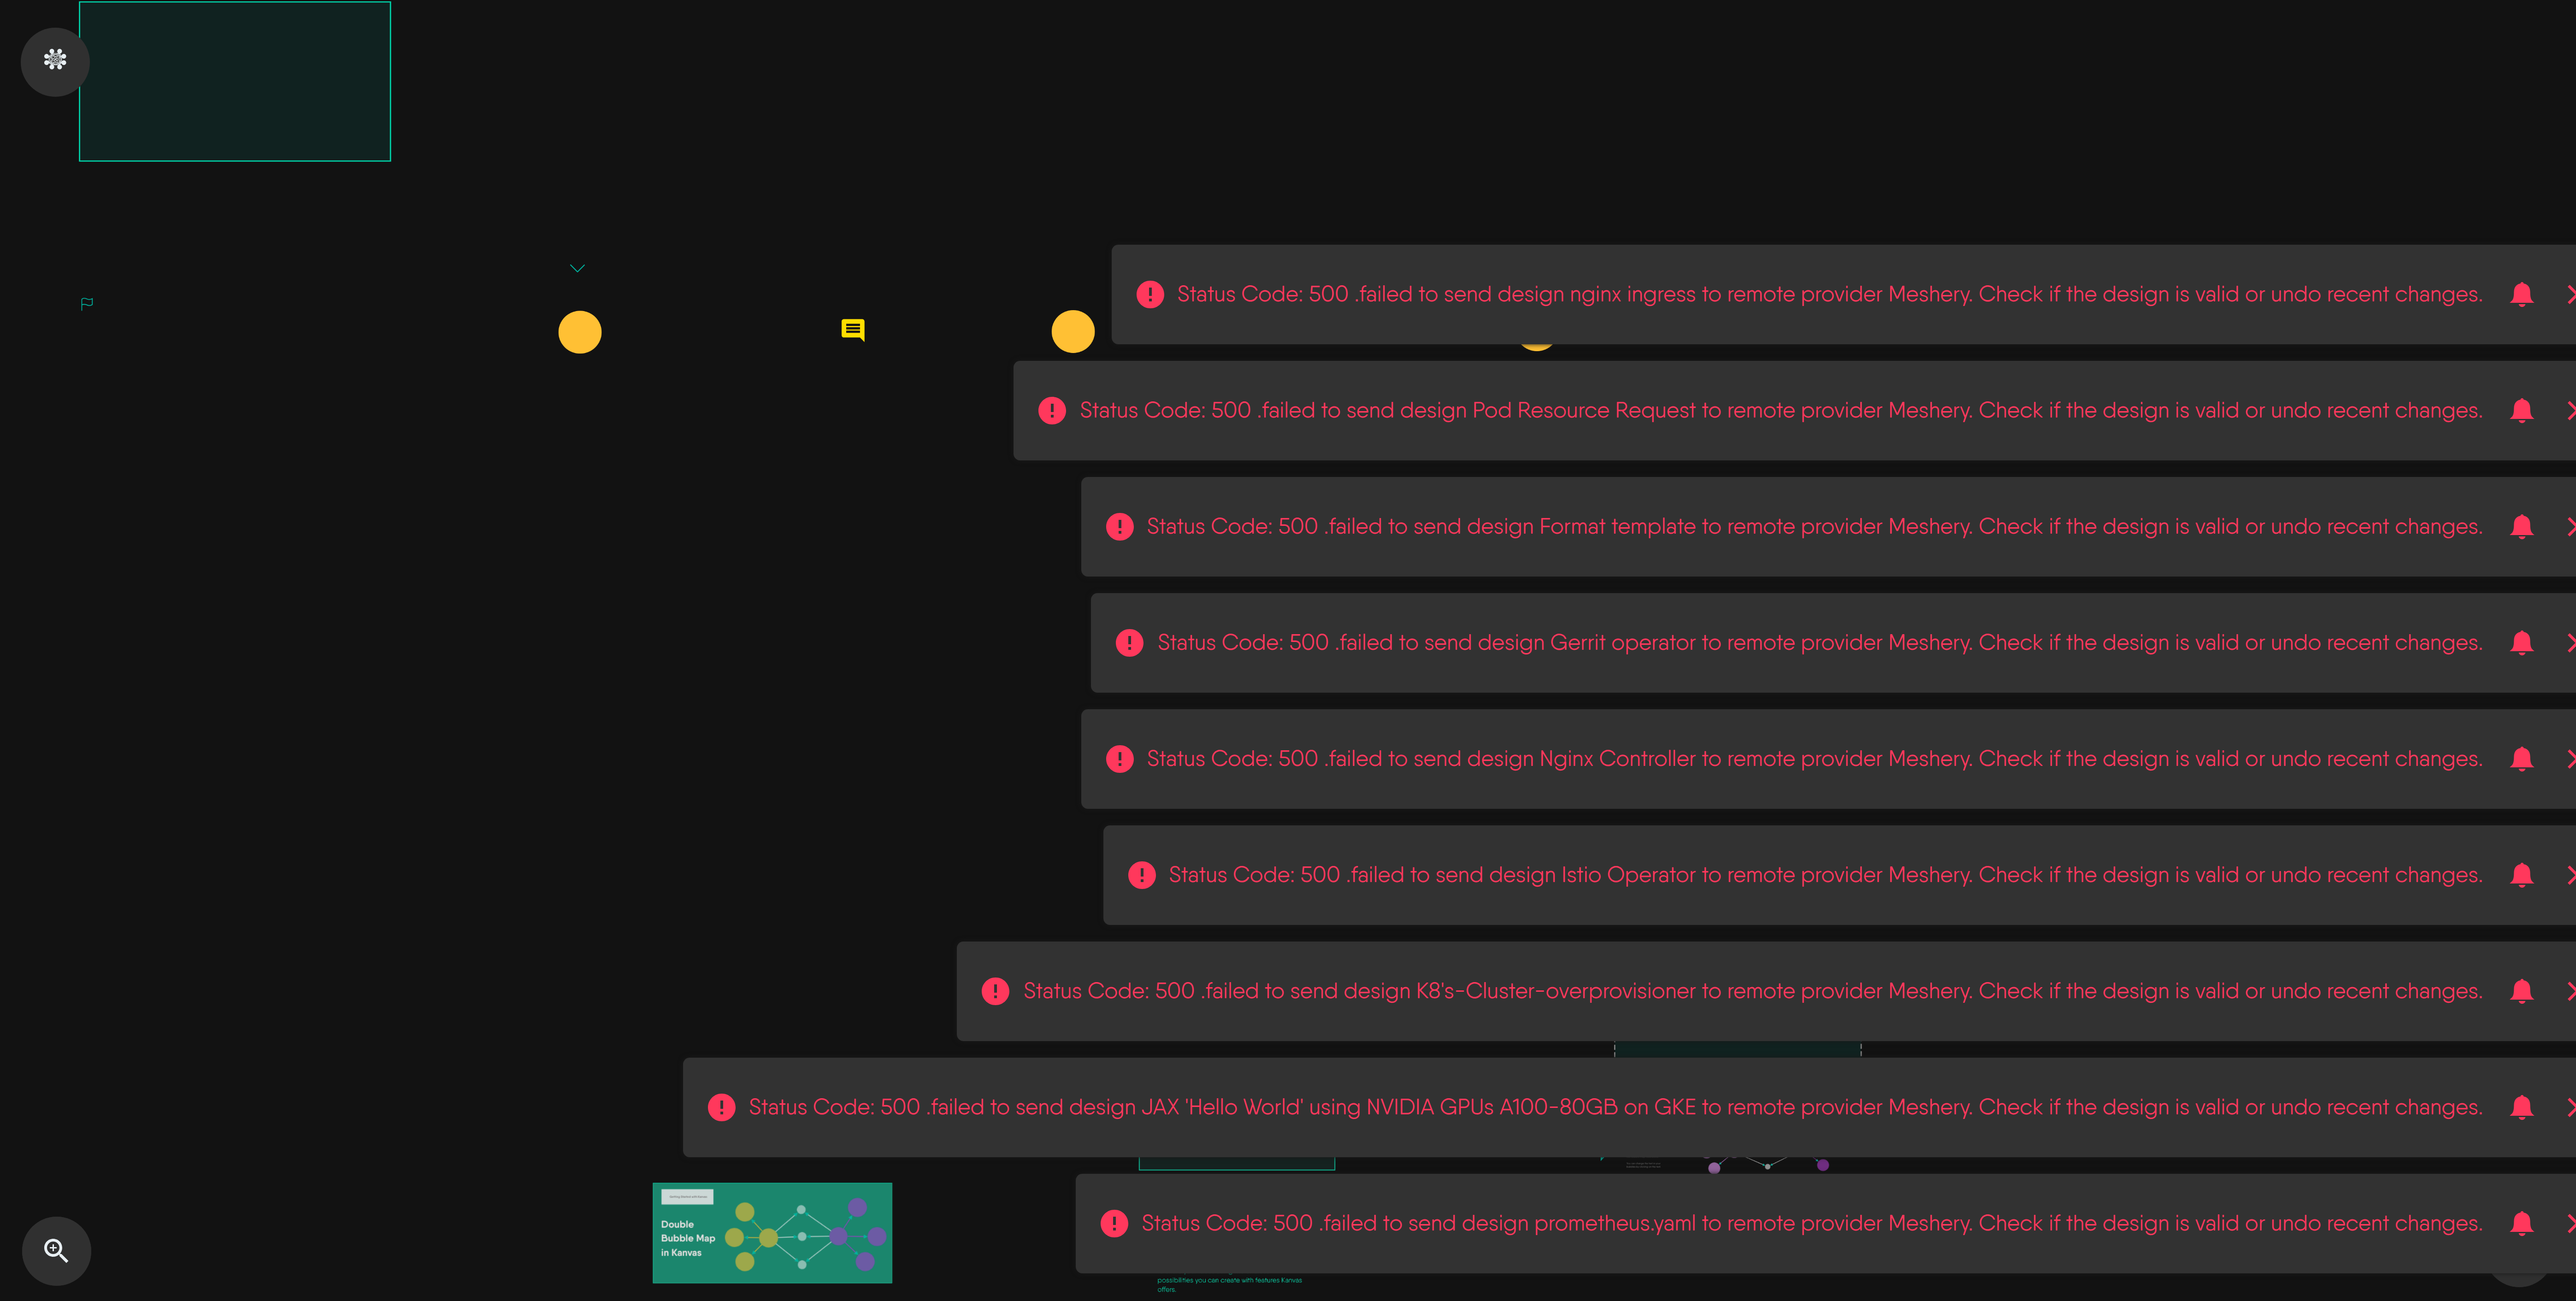 Status Code: 500 .failed to send design nginx ingress to remote provider Meshery. Check if the design is valid or undo recent changes.
Status Code: 500 .failed to send design Pod Resource Request to remote provider Meshery. Check if the design is valid or undo recent changes.
Status Code: 500 .failed to send design Format template to remote provider Meshery. Check if the design is valid or undo recent changes.
Status Code: 500 .failed to send design Gerrit operator to remote provider Meshery. Check if the design is valid or undo recent changes.
Status Code: 500 .failed to send design Nginx Controller to remote provider Meshery. Check if the design is valid or undo recent changes.
Status Code: 500 .failed to send design Istio Operator to remote provider Meshery. Check if the design is valid or undo recent changes.
Status Code: 500 .failed to send design K8's-Cluster-overprovisioner to remote provider Meshery. Check if the design is valid or undo recent changes.
Status Code: 500 .failed to send design JAX 'Hello World' using NVIDIA GPUs A100-80GB on GKE to remote provider Meshery. Check if the design is valid or undo recent changes.
Status Code: 500 .failed to send design prometheus.yaml to remote provider Meshery. Check if the design is valid or undo recent changes.
Double
Bubble Map
in Kanvas
possibilities you can create with features Kanvas
offers.